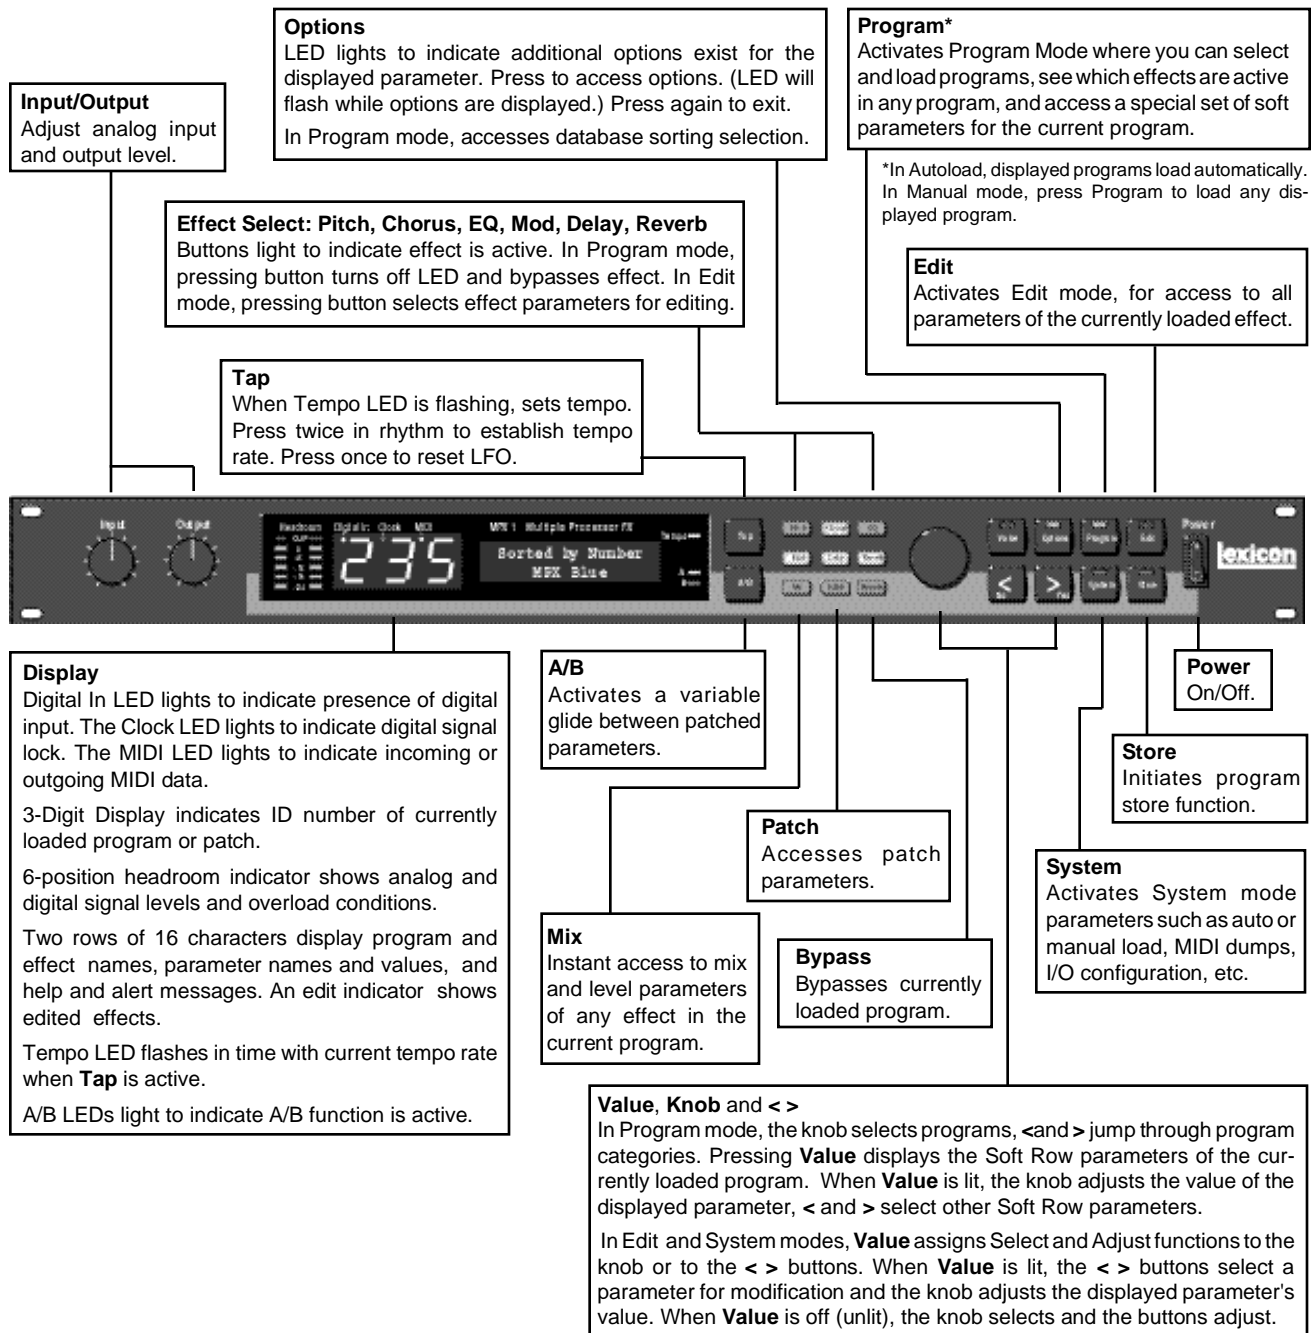 Options
LED lights to indicate additional options exist for the
displayed parameter. Press to access options. (LED will
flash while options are displayed.) Press again to exit.
In Program mode, accesses database sorting selection.
Program*
Activates Program Mode where you can select
and load programs, see which effects are active
in any program, and access a special set of soft
parameters for the current program.
*In Autoload, displayed programs load automatically.
In Manual mode, press Program to load any dis-
played program.
Input/Output
Adjust analog input
and output level.
Effect Select: Pitch, Chorus, EQ, Mod, Delay, Reverb
Buttons light to indicate effect is active. In Program mode,
pressing button turns off LED and bypasses effect. In Edit
mode, pressing button selects effect parameters for editing.
Edit
Activates Edit mode, for access to all
parameters of the currently loaded effect.
Tap
When Tempo LED is flashing, sets tempo.
Press twice in rhythm to establish tempo
rate. Press once to reset LFO.
Input
Output
Headroom
Digital In
Clock
MIDI
MPX 1 Multiple Processor FX
Tempo
235
Sorted by Number
MPX Blue
Tap
A/B
Value
Options
Program
Edit
<
>
System
Store
Power
lexicon
Display
Digital In LED lights to indicate presence of digital
input. The Clock LED lights to indicate digital signal
lock. The MIDI LED lights to indicate incoming or
outgoing MIDI data.
3-Digit Display indicates ID number of currently
loaded program or patch.
6-position headroom indicator shows analog and
digital signal levels and overload conditions.
Two rows of 16 characters display program and
effect names, parameter names and values, and
help and alert messages. An edit indicator shows
edited effects.
Tempo LED flashes in time with current tempo rate
when Tap is active.
A/B LEDs light to indicate A/B function is active.
A/B
Activates a variable
glide between patched
parameters.
Mix
Instant access to mix
and level parameters
of any effect in the
current program.
Patch
Accesses patch
parameters.
Bypass
Bypasses currently
loaded program.
Power
On/Off.
Store
Initiates program
store function.
System
Activates System mode
parameters such as auto or
manual load, MIDI dumps,
I/O configuration, etc.
Value, Knob and < >
In Program mode, the knob selects programs, <and > jump through program
categories. Pressing Value displays the Soft Row parameters of the cur-
rently loaded program. When Value is lit, the knob adjusts the value of the
displayed parameter, < and > select other Soft Row parameters.
In Edit and System modes, Value assigns Select and Adjust functions to the
knob or to the < > buttons. When Value is lit, the < > buttons select a
parameter for modification and the knob adjusts the displayed parameter's
value. When Value is off (unlit), the knob selects and the buttons adjust.